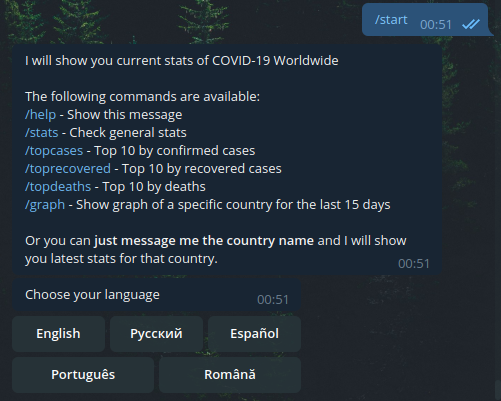 /start 00:51
I will show you current stats of COVID-19 Worldwide
The following commands are available:
/help - Show this message
/stats - Check general stats
/topcases - Top 10 by confirmed cases
/toprecovered - Top 10 by recovered cases
/topdeaths - Top 10 by deaths
/graph - Show graph of a specific country for the last 15 days
Or you can just message me the country name and I will show
you latest stats for that country.
00:51
Choose your language 00:51
English Русский Español
Português Română